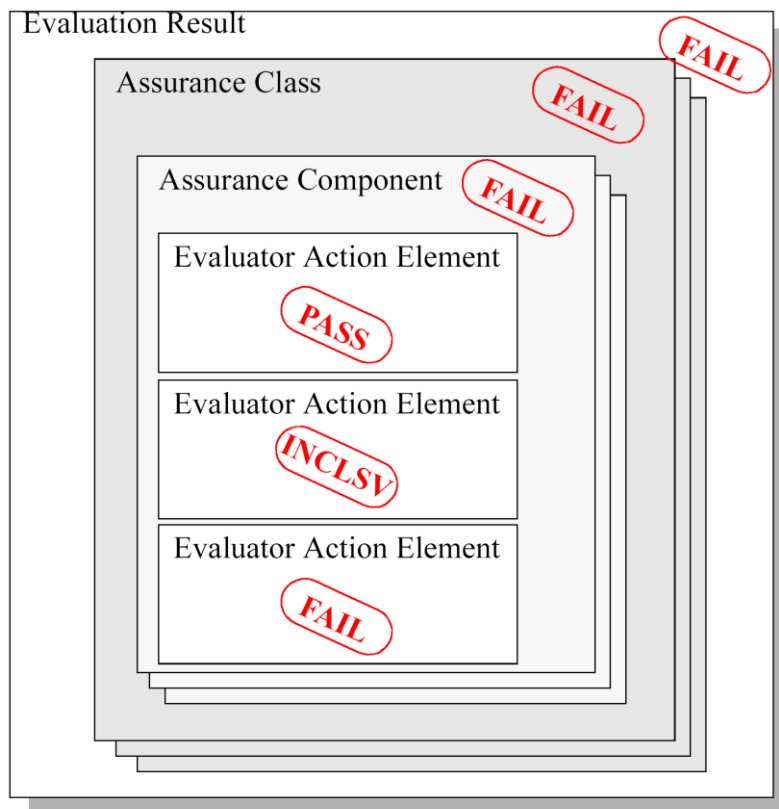 Evaluation Result
FAIL
Assurance Class
FAIL
Assurance Component
FAIL
Evaluator Action Element
PASS
Evaluator Action Element
INCLSV
Evaluator Action Element
FAIL